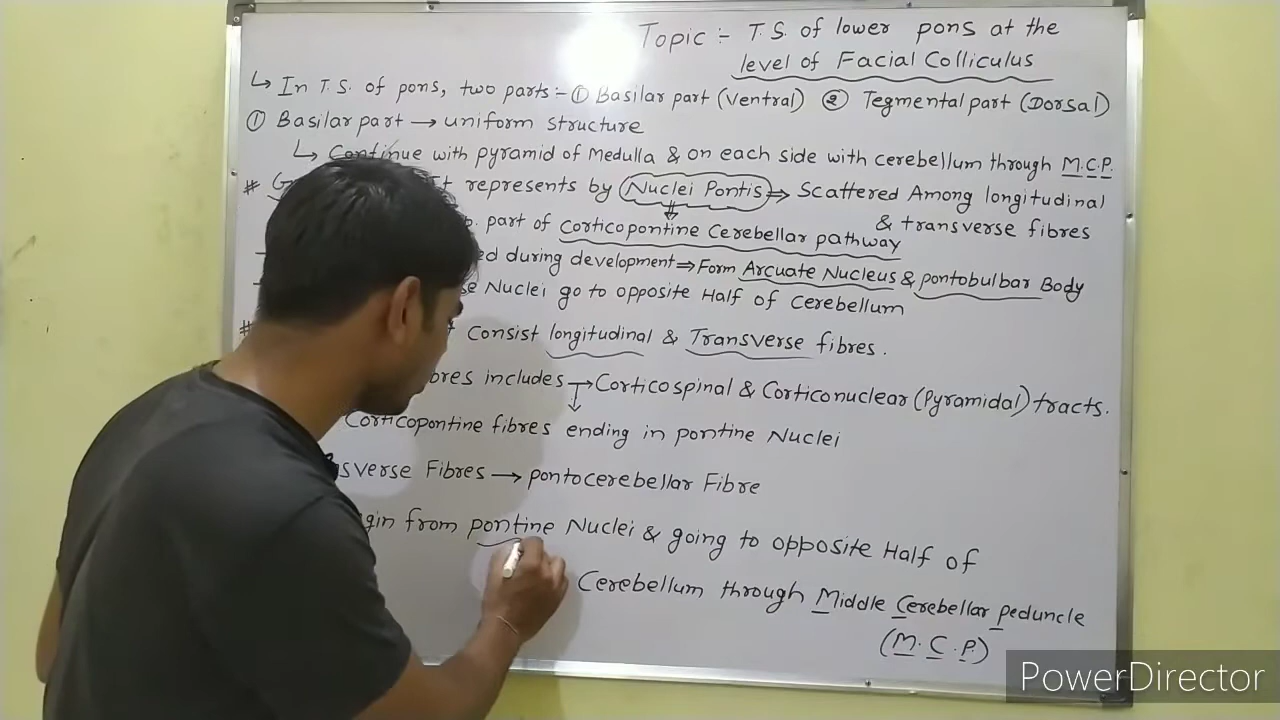 Topic :- T.S. of lower pons at the
level of Facial Colliculus
↳ In T.S. of pons, two parts :- ① Basilar part (Ventral) ② Tegmental part (Dorsal)
① Basilar part → uniform structure
↳ Continue with pyramid of Medulla & on each side with cerebellum through M.C.P.
# represents by Nuclei Pontis ⇒ Scattered Among longitudinal
& transverse fibres
part of Corticopontine Cerebellar pathway
during development ⇒ Form Arcuate Nucleus & pontobulbar Body
Nuclei go to opposite Half of Cerebellum
# Consist longitudinal & Transverse fibres.
includes → Corticospinal & Corticonuclear (Pyramidal) tracts.
Corticopontine fibres ending in pontine Nuclei
Fibres → pontocerebellar Fibre
from pontine Nuclei & going to opposite Half of
Cerebellum through Middle Cerebellar Peduncle
(M.C.P.)
PowerDirector